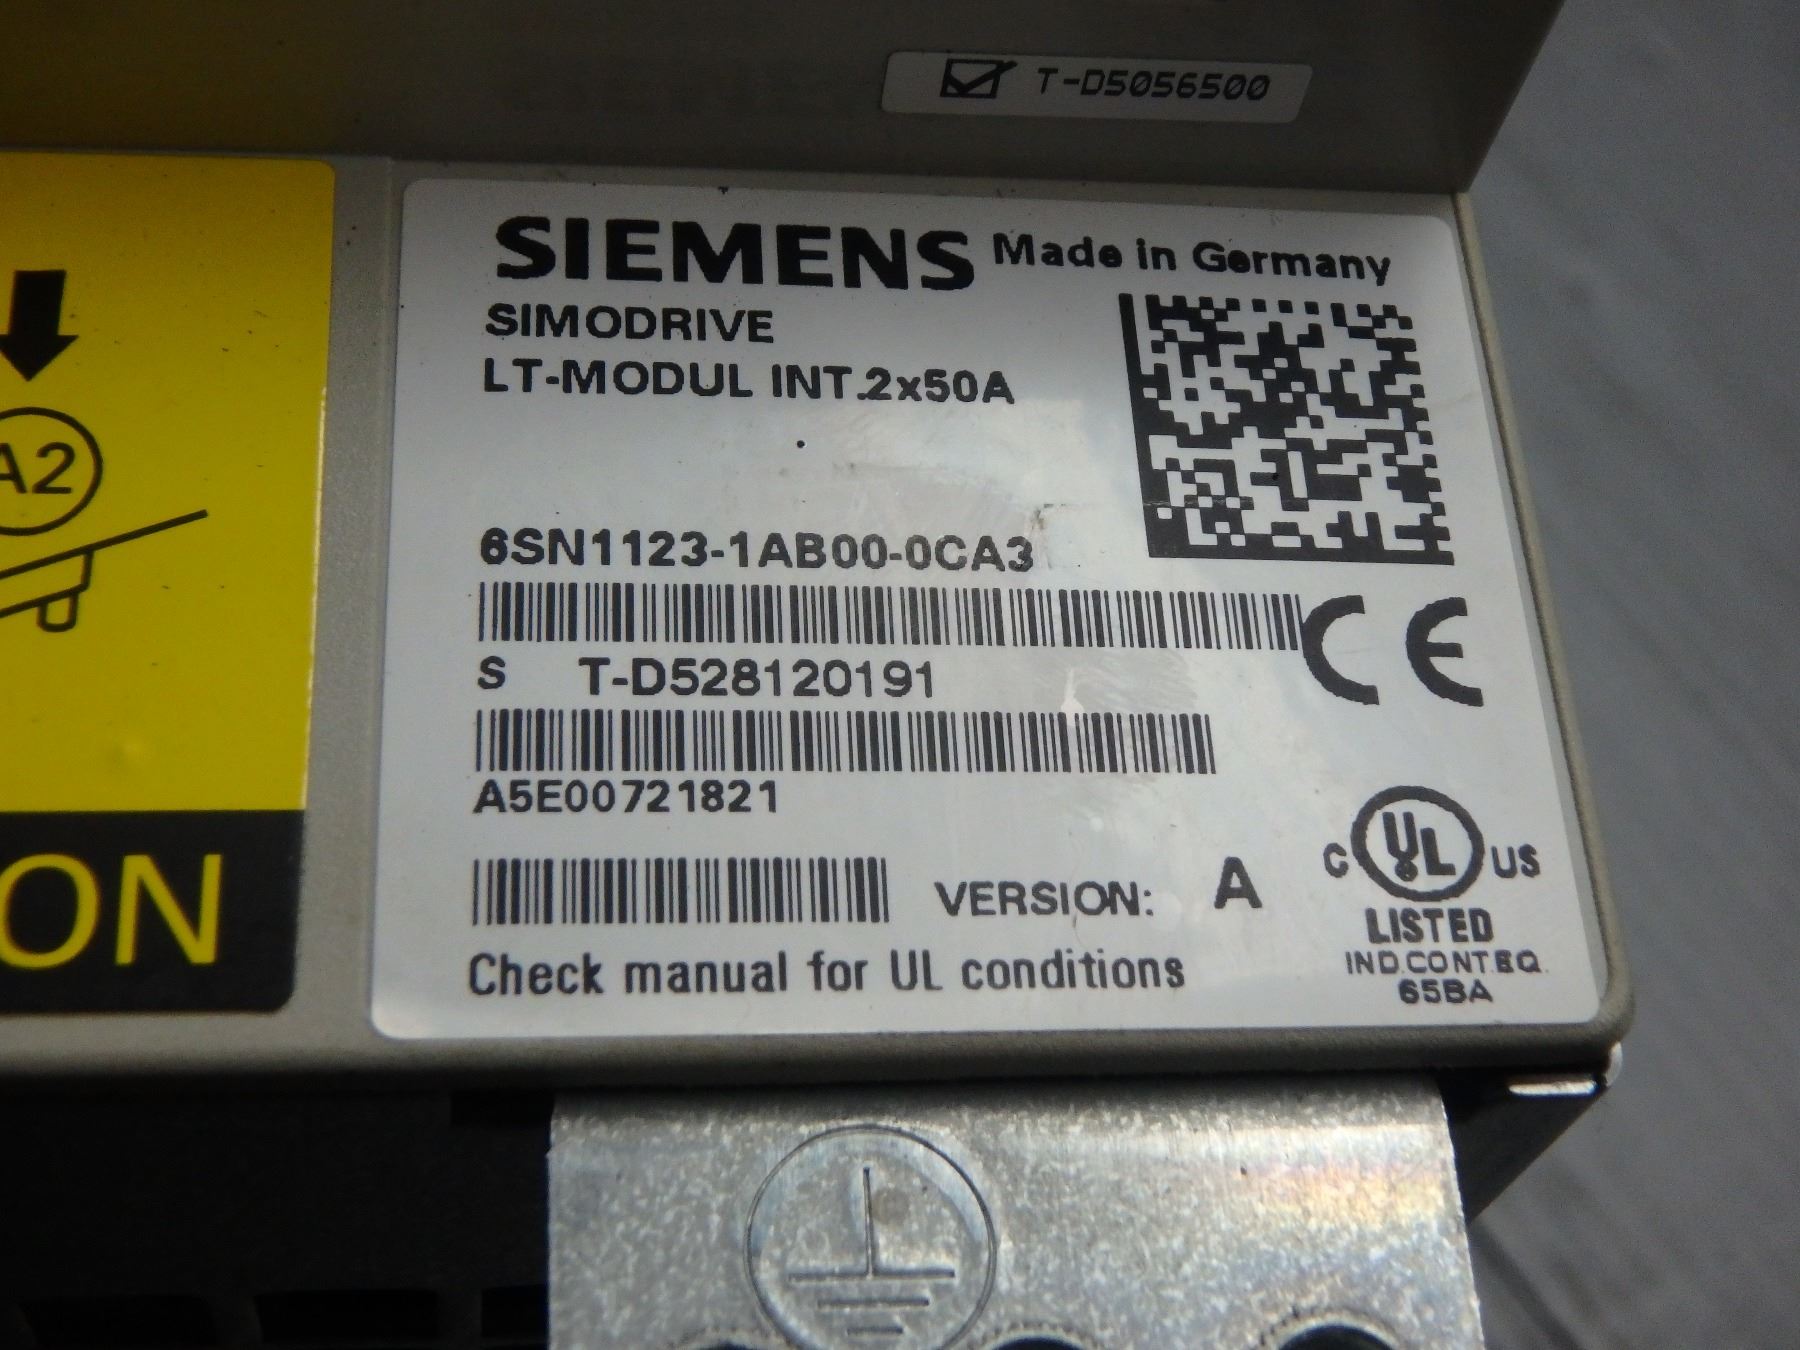 T-D5056500
SIEMENS Made in Germany
SIMODRIVE
LT-MODUL INT.2x50A
A2
6SN1123-1AB00-0CA3
CE
S T-D528120191
A5E00721821
VERSION: A
C UL US
LISTED
IND.CONT.EQ.
65BA
ON
Check manual for UL conditions